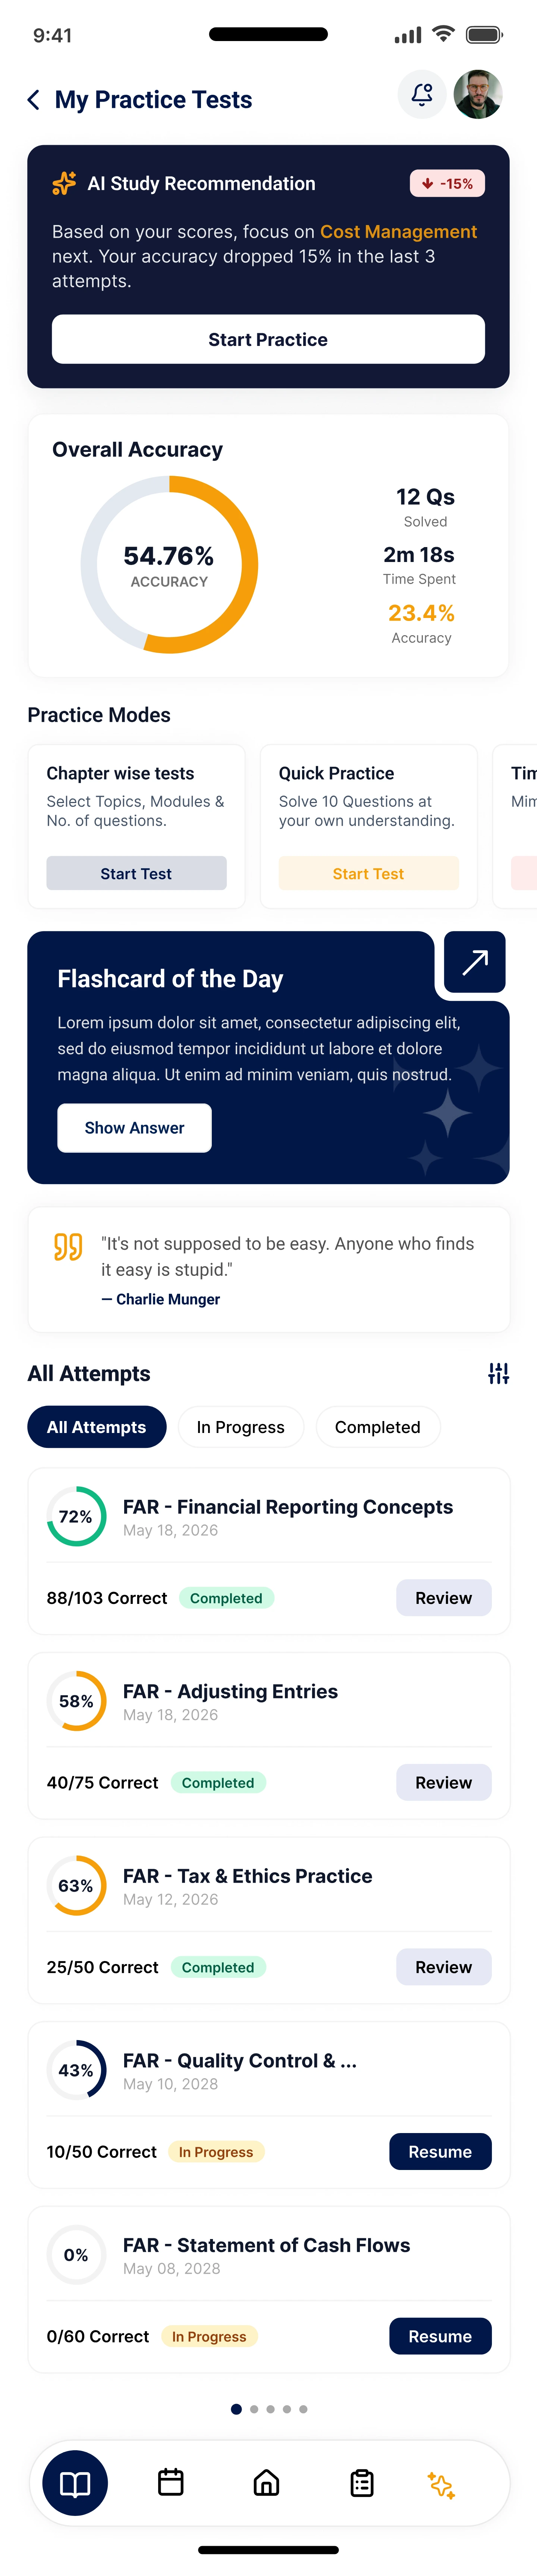 9:41
My Practice Tests
AI Study Recommendation
-15%
Based on your scores, focus on Cost Management
next. Your accuracy dropped 15% in the last 3
attempts.
Start Practice
Overall Accuracy
54.76%
ACCURACY
12 Qs
Solved
2m 18s
Time Spent
23.4%
Accuracy
Practice Modes
Chapter wise tests
Select Topics, Modules &
No. of questions.
Start Test
Quick Practice
Solve 10 Questions at
your own understanding.
Start Test
Tim
Mim
Flashcard of the Day
Lorem ipsum dolor sit amet, consectetur adipiscing elit,
sed do eiusmod tempor incididunt ut labore et dolore
magna aliqua. Ut enim ad minim veniam, quis nostrud.
Show Answer
"It's not supposed to be easy. Anyone who finds
it easy is stupid."
— Charlie Munger
All Attempts
All Attempts
In Progress
Completed
72%
FAR - Financial Reporting Concepts
May 18, 2026
88/103 Correct
Completed
Review
58%
FAR - Adjusting Entries
May 18, 2026
40/75 Correct
Completed
Review
63%
FAR - Tax & Ethics Practice
May 12, 2026
25/50 Correct
Completed
Review
43%
FAR - Quality Control & ...
May 10, 2028
10/50 Correct
In Progress
Resume
0%
FAR - Statement of Cash Flows
May 08, 2028
0/60 Correct
In Progress
Resume